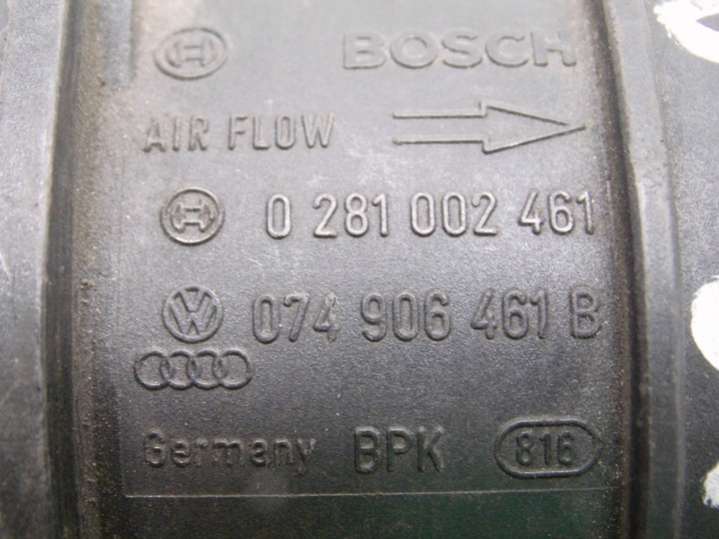 BOSCH
AIR FLOW
0 281 002 461
074 906 461 B
Germany BPK 816